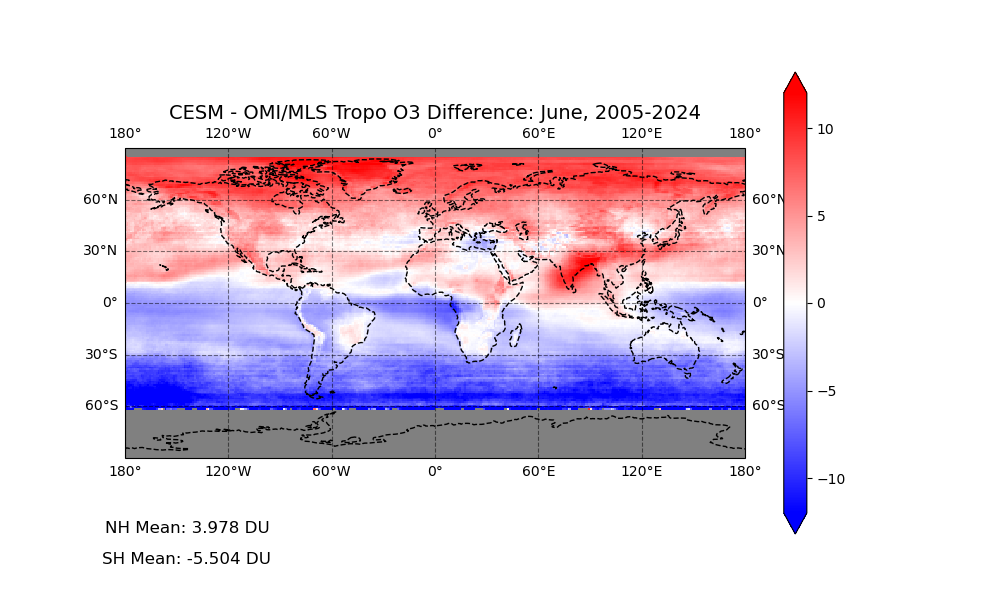 CESM - OMI/MLS Tropo O3 Difference: June, 2005-2024
180° 120°W 60°W 0° 60°E 120°E 180°
60°N 60°N
30°N 30°N
0° 0°
30°S 30°S
60°S 60°S
180° 120°W 60°W 0° 60°E 120°E 180°
10
5
0
−5
−10
NH Mean: 3.978 DU
SH Mean: -5.504 DU